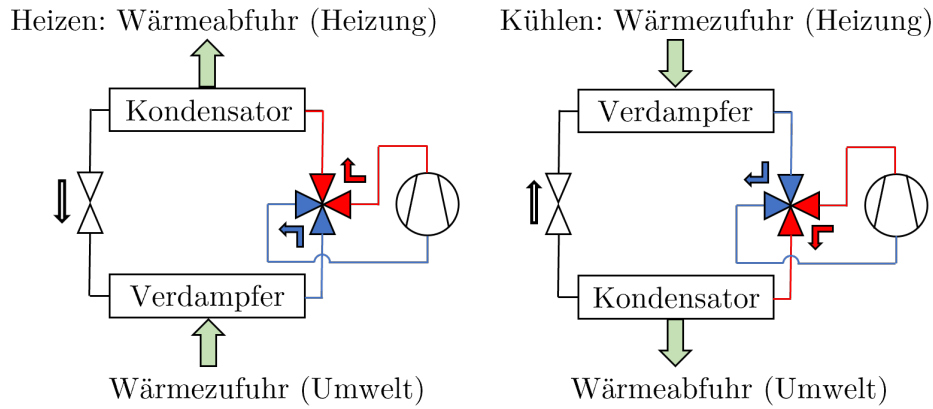 Heizen: Wärmeabfuhr (Heizung)
Kondensator
Verdampfer
Wärmezufuhr (Umwelt)
Kühlen: Wärmezufuhr (Heizung)
Verdampfer
Kondensator
Wärmeabfuhr (Umwelt)